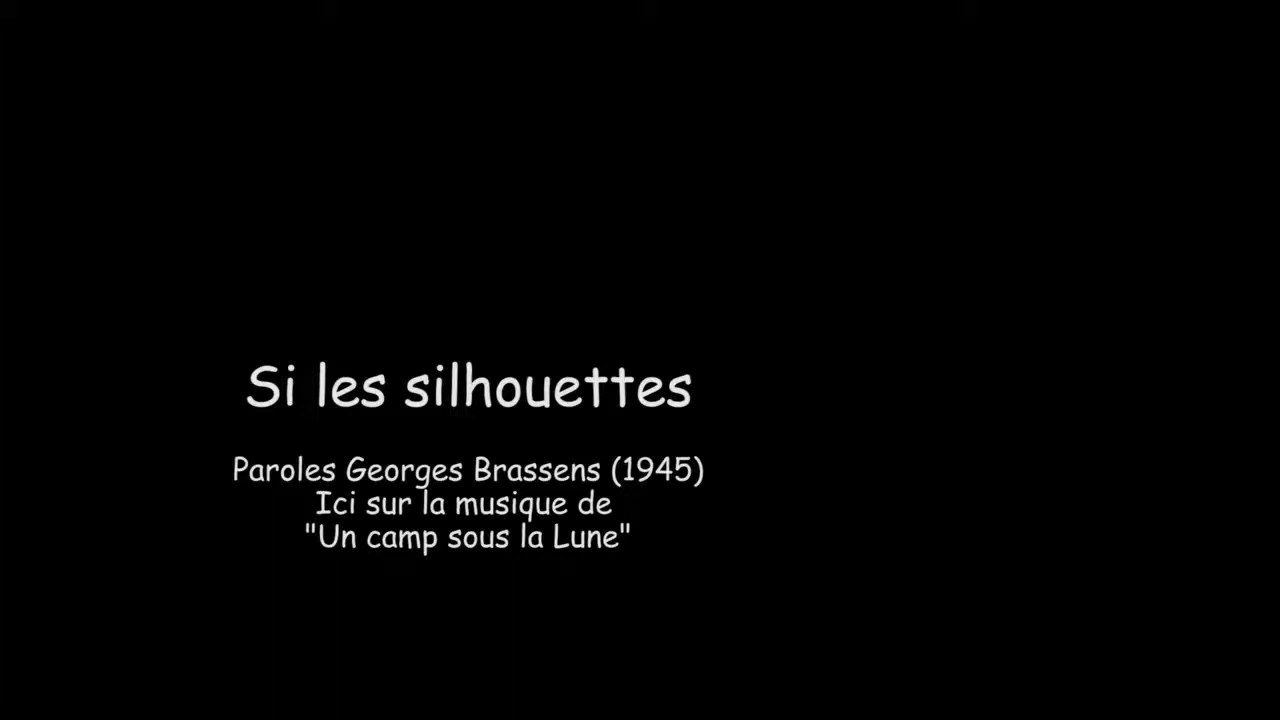 Si les silhouettes
Paroles Georges Brassens (1945)
Ici sur la musique de
"Un camp sous la Lune"